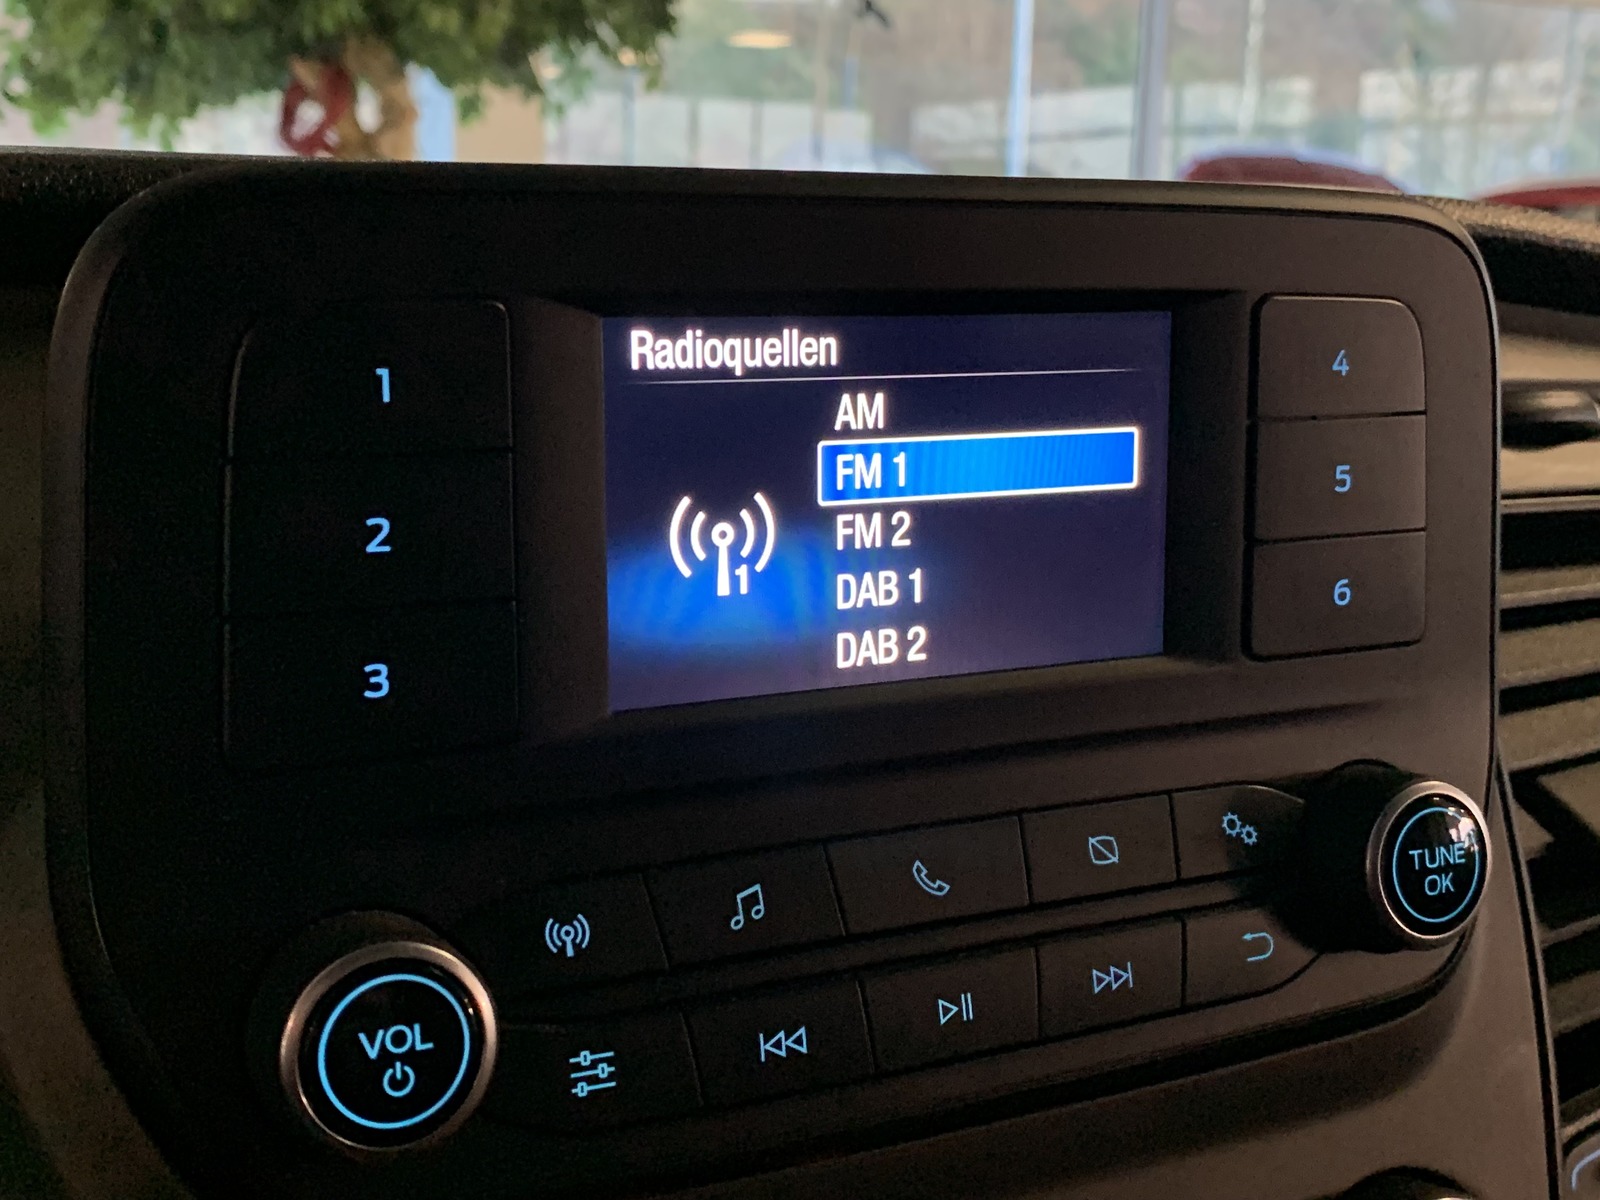 Radioquellen
AM
FM 1
FM 2
DAB 1
DAB 2
1
2
3
4
5
6
1
VOL
TUNE
OK